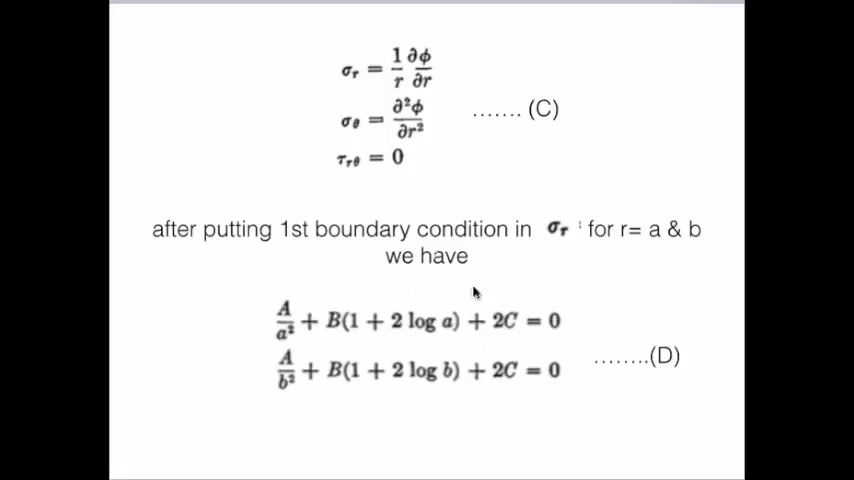 σr = 1/r ∂ϕ/∂r
σθ = ∂²ϕ/∂r² ....... (C)
τrθ = 0
after putting 1st boundary condition in σr for r= a & b
we have
A/a² + B(1 + 2 log a) + 2C = 0
A/b² + B(1 + 2 log b) + 2C = 0
........(D)